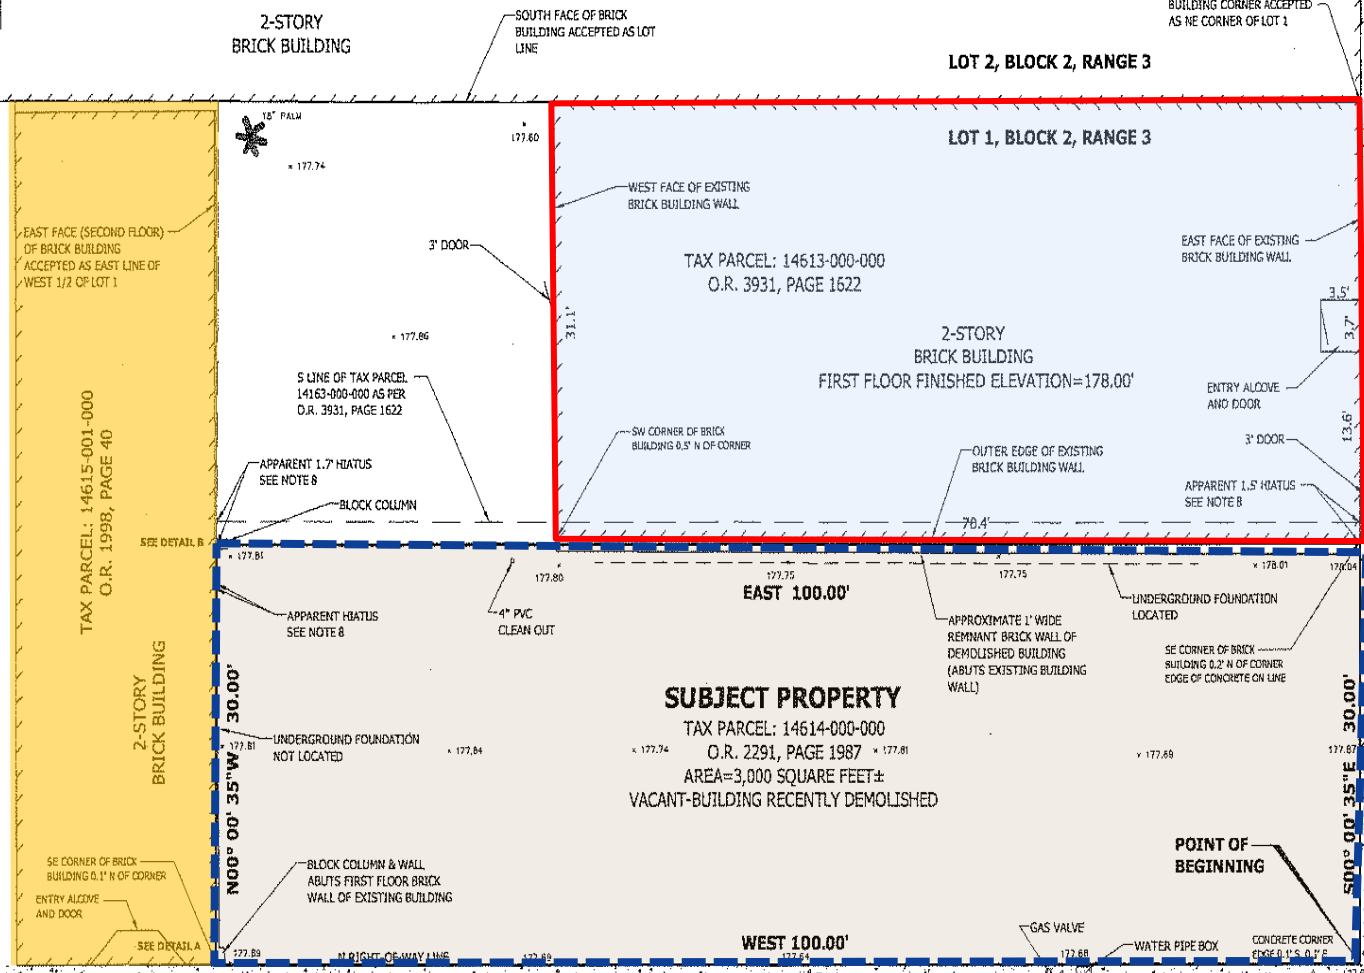 2-STORY
BRICK BUILDING
SOUTH FACE OF BRICK
BUILDING ACCEPTED AS LOT
LINE
BUILDING CORNER ACCEPTED
AS NE CORNER OF LOT 1
LOT 2, BLOCK 2, RANGE 3
18" PALM
177.80
177.74
LOT 1, BLOCK 2, RANGE 3
WEST FACE OF EXISTING
BRICK BUILDING WALL
EAST FACE (SECOND FLOOR)
OF BRICK BUILDING
ACCEPTED AS EAST LINE OF
WEST 1/2 OF LOT 1
3' DOOR
TAX PARCEL: 14613-000-000
O.R. 3931, PAGE 1622
EAST FACE OF EXISTING
BRICK BUILDING WALL
3.5'
3.7'
31.1'
177.86
2-STORY
BRICK BUILDING
FIRST FLOOR FINISHED ELEVATION=178.00'
S LINE OF TAX PARCEL
14163-000-000 AS PER
O.R. 3931, PAGE 1622
ENTRY ALCOVE
AND DOOR
13.6'
TAX PARCEL: 14615-001-000
O.R. 1998, PAGE 40
SW CORNER OF BRICK
BUILDING 0.5' N OF CORNER
3' DOOR
OUTER EDGE OF EXISTING
BRICK BUILDING WALL
APPARENT 1.7' HIATUS
SEE NOTE 8
APPARENT 1.5' HIATUS
SEE NOTE 8
BLOCK COLUMN
78.4'
SEE DETAIL B
177.81
177.80
177.75
177.75
178.01
178.04
EAST 100.00'
APPARENT HIATUS
SEE NOTE 8
4" PVC
CLEAN OUT
UNDERGROUND FOUNDATION
LOCATED
APPROXIMATE 1' WIDE
REMNANT BRICK WALL OF
DEMOLISHED BUILDING
(ABUTS EXISTING BUILDING
WALL)
SE CORNER OF BRICK
BUILDING 0.2' N OF CORNER
EDGE OF CONCRETE ON LINE
2-STORY
BRICK BUILDING
N00° 00' 35"W 30.00'
SUBJECT PROPERTY
TAX PARCEL: 14614-000-000
O.R. 2291, PAGE 1987
AREA=3,000 SQUARE FEET±
VACANT-BUILDING RECENTLY DEMOLISHED
S00° 00' 35"E 30.00'
177.81
UNDERGROUND FOUNDATION
NOT LOCATED
177.84
177.74
177.81
177.69
177.87
POINT OF
BEGINNING
SE CORNER OF BRICK
BUILDING 0.1' N OF CORNER
BLOCK COLUMN & WALL
ABUTS FIRST FLOOR BRICK
WALL OF EXISTING BUILDING
ENTRY ALCOVE
AND DOOR
SEE DETAIL A
177.89
N RIGHT-OF-WAY LINE
177.69
WEST 100.00'
177.64
GAS VALVE
177.68
WATER PIPE BOX
CONCRETE CORNER
EDGE 0.1' S, 0.3' E